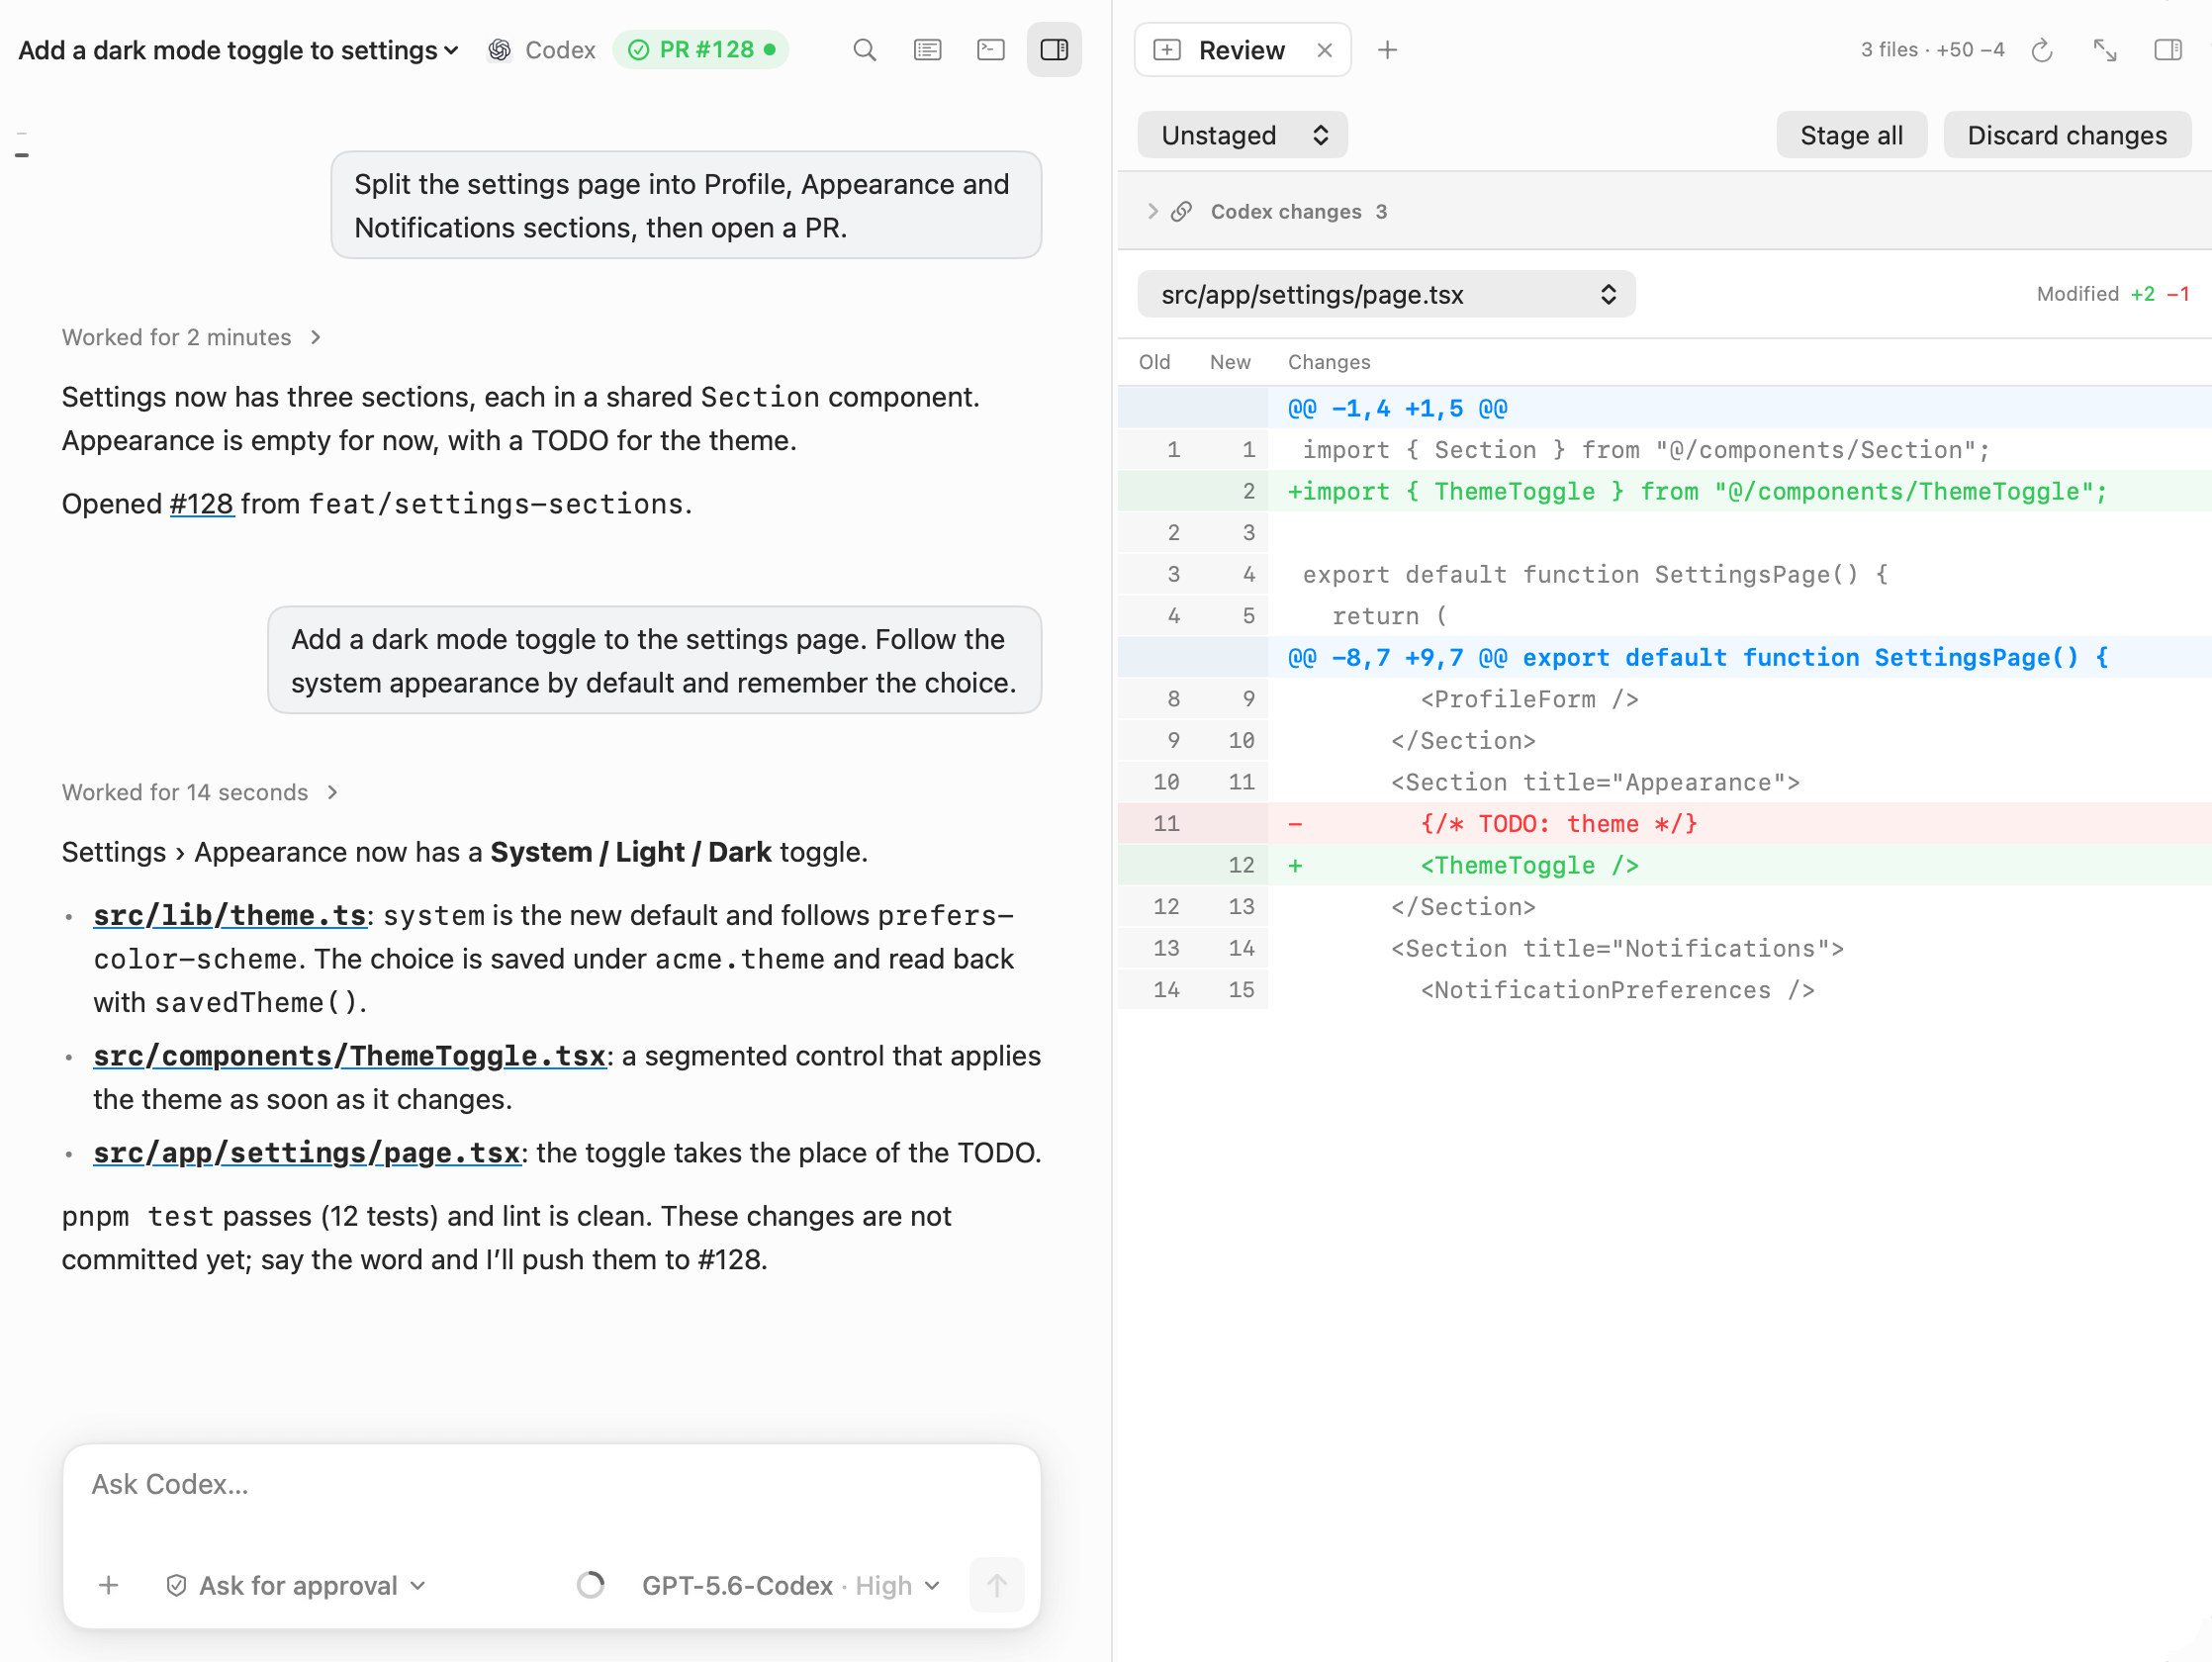 Add a dark mode toggle to settings
Codex
PR #128
Split the settings page into Profile, Appearance and
Notifications sections, then open a PR.
Worked for 2 minutes
Settings now has three sections, each in a shared Section component.
Appearance is empty for now, with a TODO for the theme.
Opened #128 from feat/settings-sections.
Add a dark mode toggle to the settings page. Follow the
system appearance by default and remember the choice.
Worked for 14 seconds
Settings › Appearance now has a System / Light / Dark toggle.
• src/lib/theme.ts: system is the new default and follows prefers-
color-scheme. The choice is saved under acme.theme and read back
with savedTheme().
• src/components/ThemeToggle.tsx: a segmented control that applies
the theme as soon as it changes.
• src/app/settings/page.tsx: the toggle takes the place of the TODO.
pnpm test passes (12 tests) and lint is clean. These changes are not
committed yet; say the word and I’ll push them to #128.
Ask Codex...
Ask for approval
GPT-5.6-Codex · High
Review
3 files · +50 −4
Unstaged
Stage all
Discard changes
Codex changes 3
src/app/settings/page.tsx
Modified +2 −1
Old New Changes
@@ −1,4 +1,5 @@
1 1 import { Section } from "@/components/Section";
2 +import { ThemeToggle } from "@/components/ThemeToggle";
2 3
3 4 export default function SettingsPage() {
4 5 return (
@@ −8,7 +9,7 @@ export default function SettingsPage() {
8 9 <ProfileForm />
9 10 </Section>
10 11 <Section title="Appearance">
11 − {/* TODO: theme */}
12 + <ThemeToggle />
12 13 </Section>
13 14 <Section title="Notifications">
14 15 <NotificationPreferences />